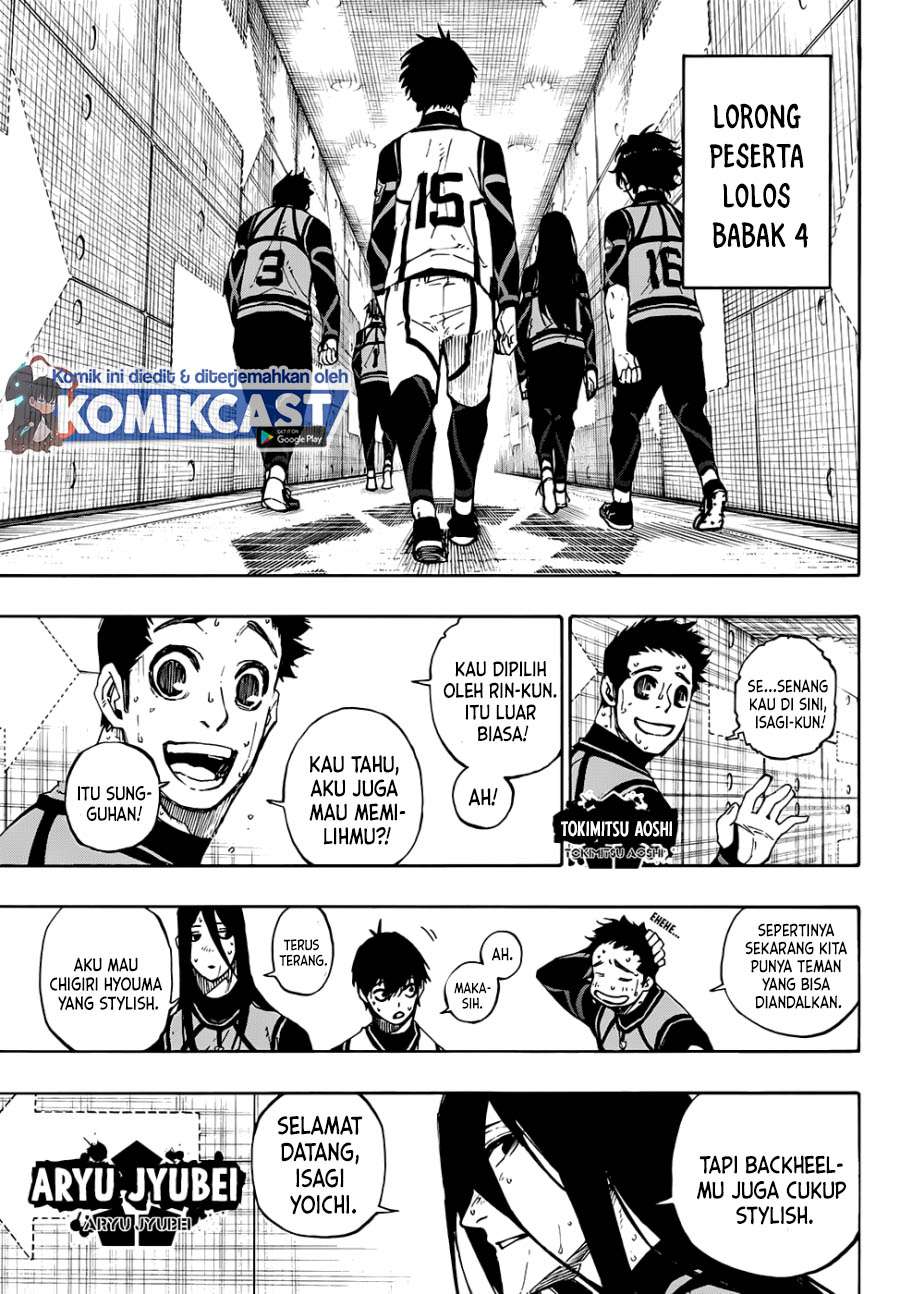 LORONG
PESERTA
LOLOS
BABAK 4
15
3
16
1
Komik ini diedit & diterjemahkan oleh
KOMIKCAST
GET IT ON
Google Play
SE...SENANG
KAU DI SINI,
ISAGI-KUN!
TOKIMITSU AOSHI
TOKIMITSU AOSHI
KAU DIPILIH
OLEH RIN-KUN.
ITU LUAR
BIASA!
AH!
KAU TAHU,
AKU JUGA
MAU MEMI-
LIHMU?!
ITU SUNG-
GUHAN!
SEPERTINYA
SEKARANG KITA
PUNYA TEMAN
YANG BISA
DIANDALKAN.
EHEHE...
AH.
MAKA-
SIH.
TERUS
TERANG.
AKU MAU
CHIGIRI HYOUMA
YANG STYLISH.
TAPI BACKHEEL-
MU JUGA CUKUP
STYLISH.
SELAMAT
DATANG,
ISAGI
YOICHI.
ARYU JYUBEI
ARYU JYUBEI